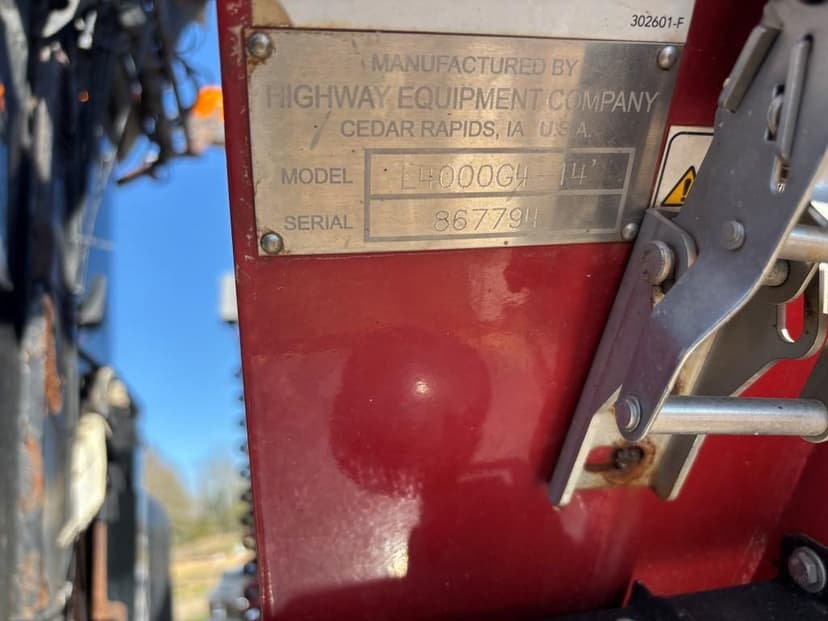 302601-F
MANUFACTURED BY
HIGHWAY EQUIPMENT COMPANY
CEDAR RAPIDS, IA U.S.A.
MODEL L4000G4 14'
SERIAL 867794